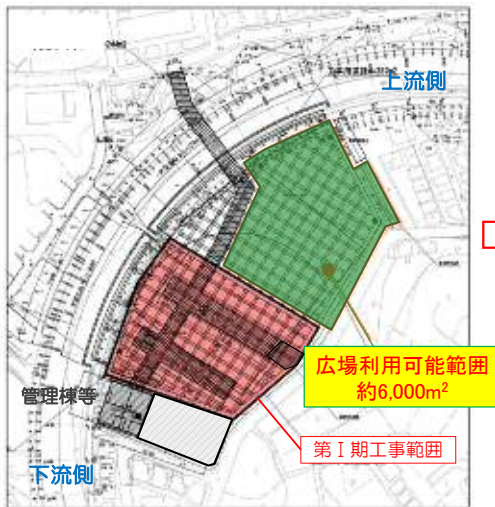 上流側
広場利用可能範囲
約6,000m²
管理棟等
第Ⅰ期工事範囲
下流側